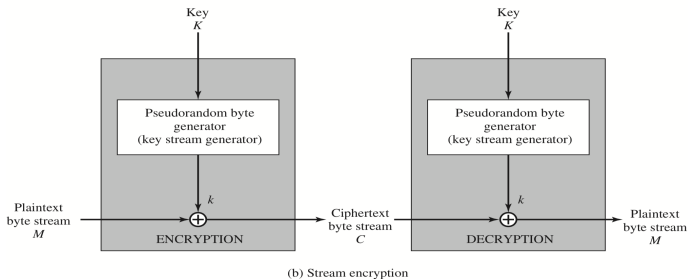 Key
K
Pseudorandom byte
generator
(key stream generator)
k
Plaintext
byte stream
M
ENCRYPTION
Ciphertext
byte stream
C
Key
K
Pseudorandom byte
generator
(key stream generator)
k
DECRYPTION
Plaintext
byte stream
M
(b) Stream encryption